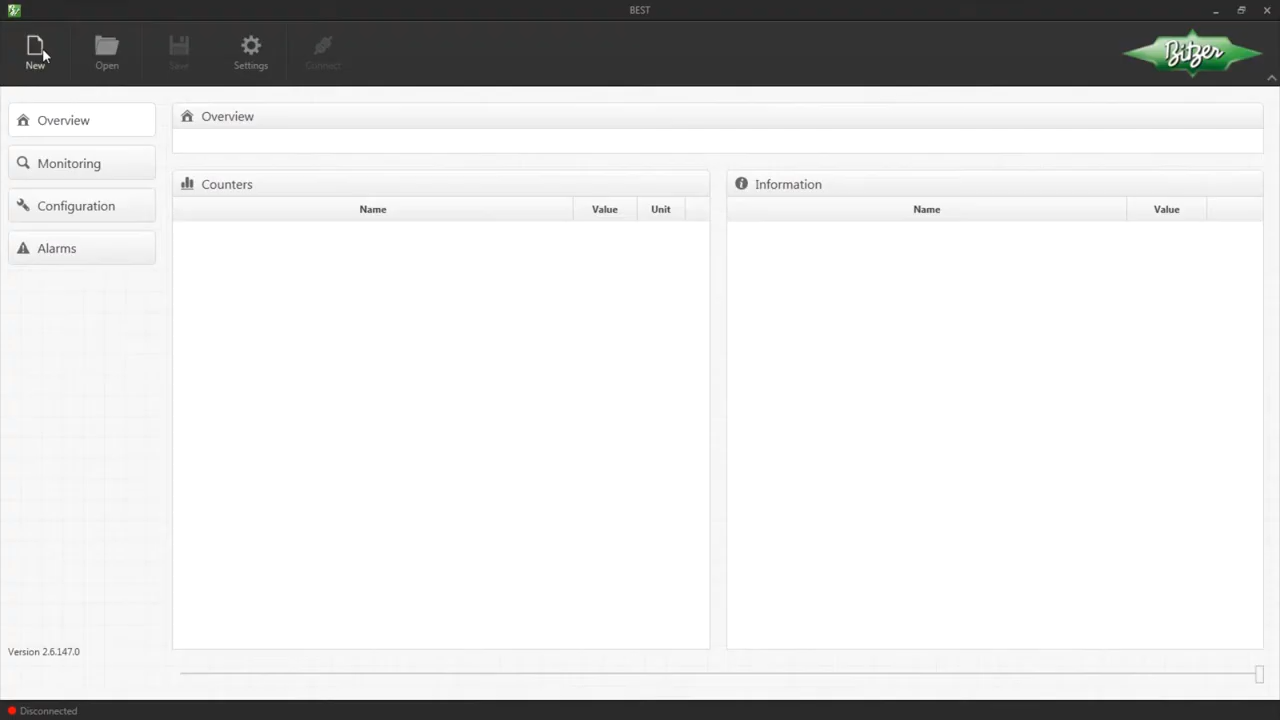 BEST
New
Open
Save
Settings
Connect
Bitzer
Overview
Monitoring
Configuration
Alarms
Overview
Counters
Name Value Unit
Information
Name Value
Version 2.6.147.0
Disconnected